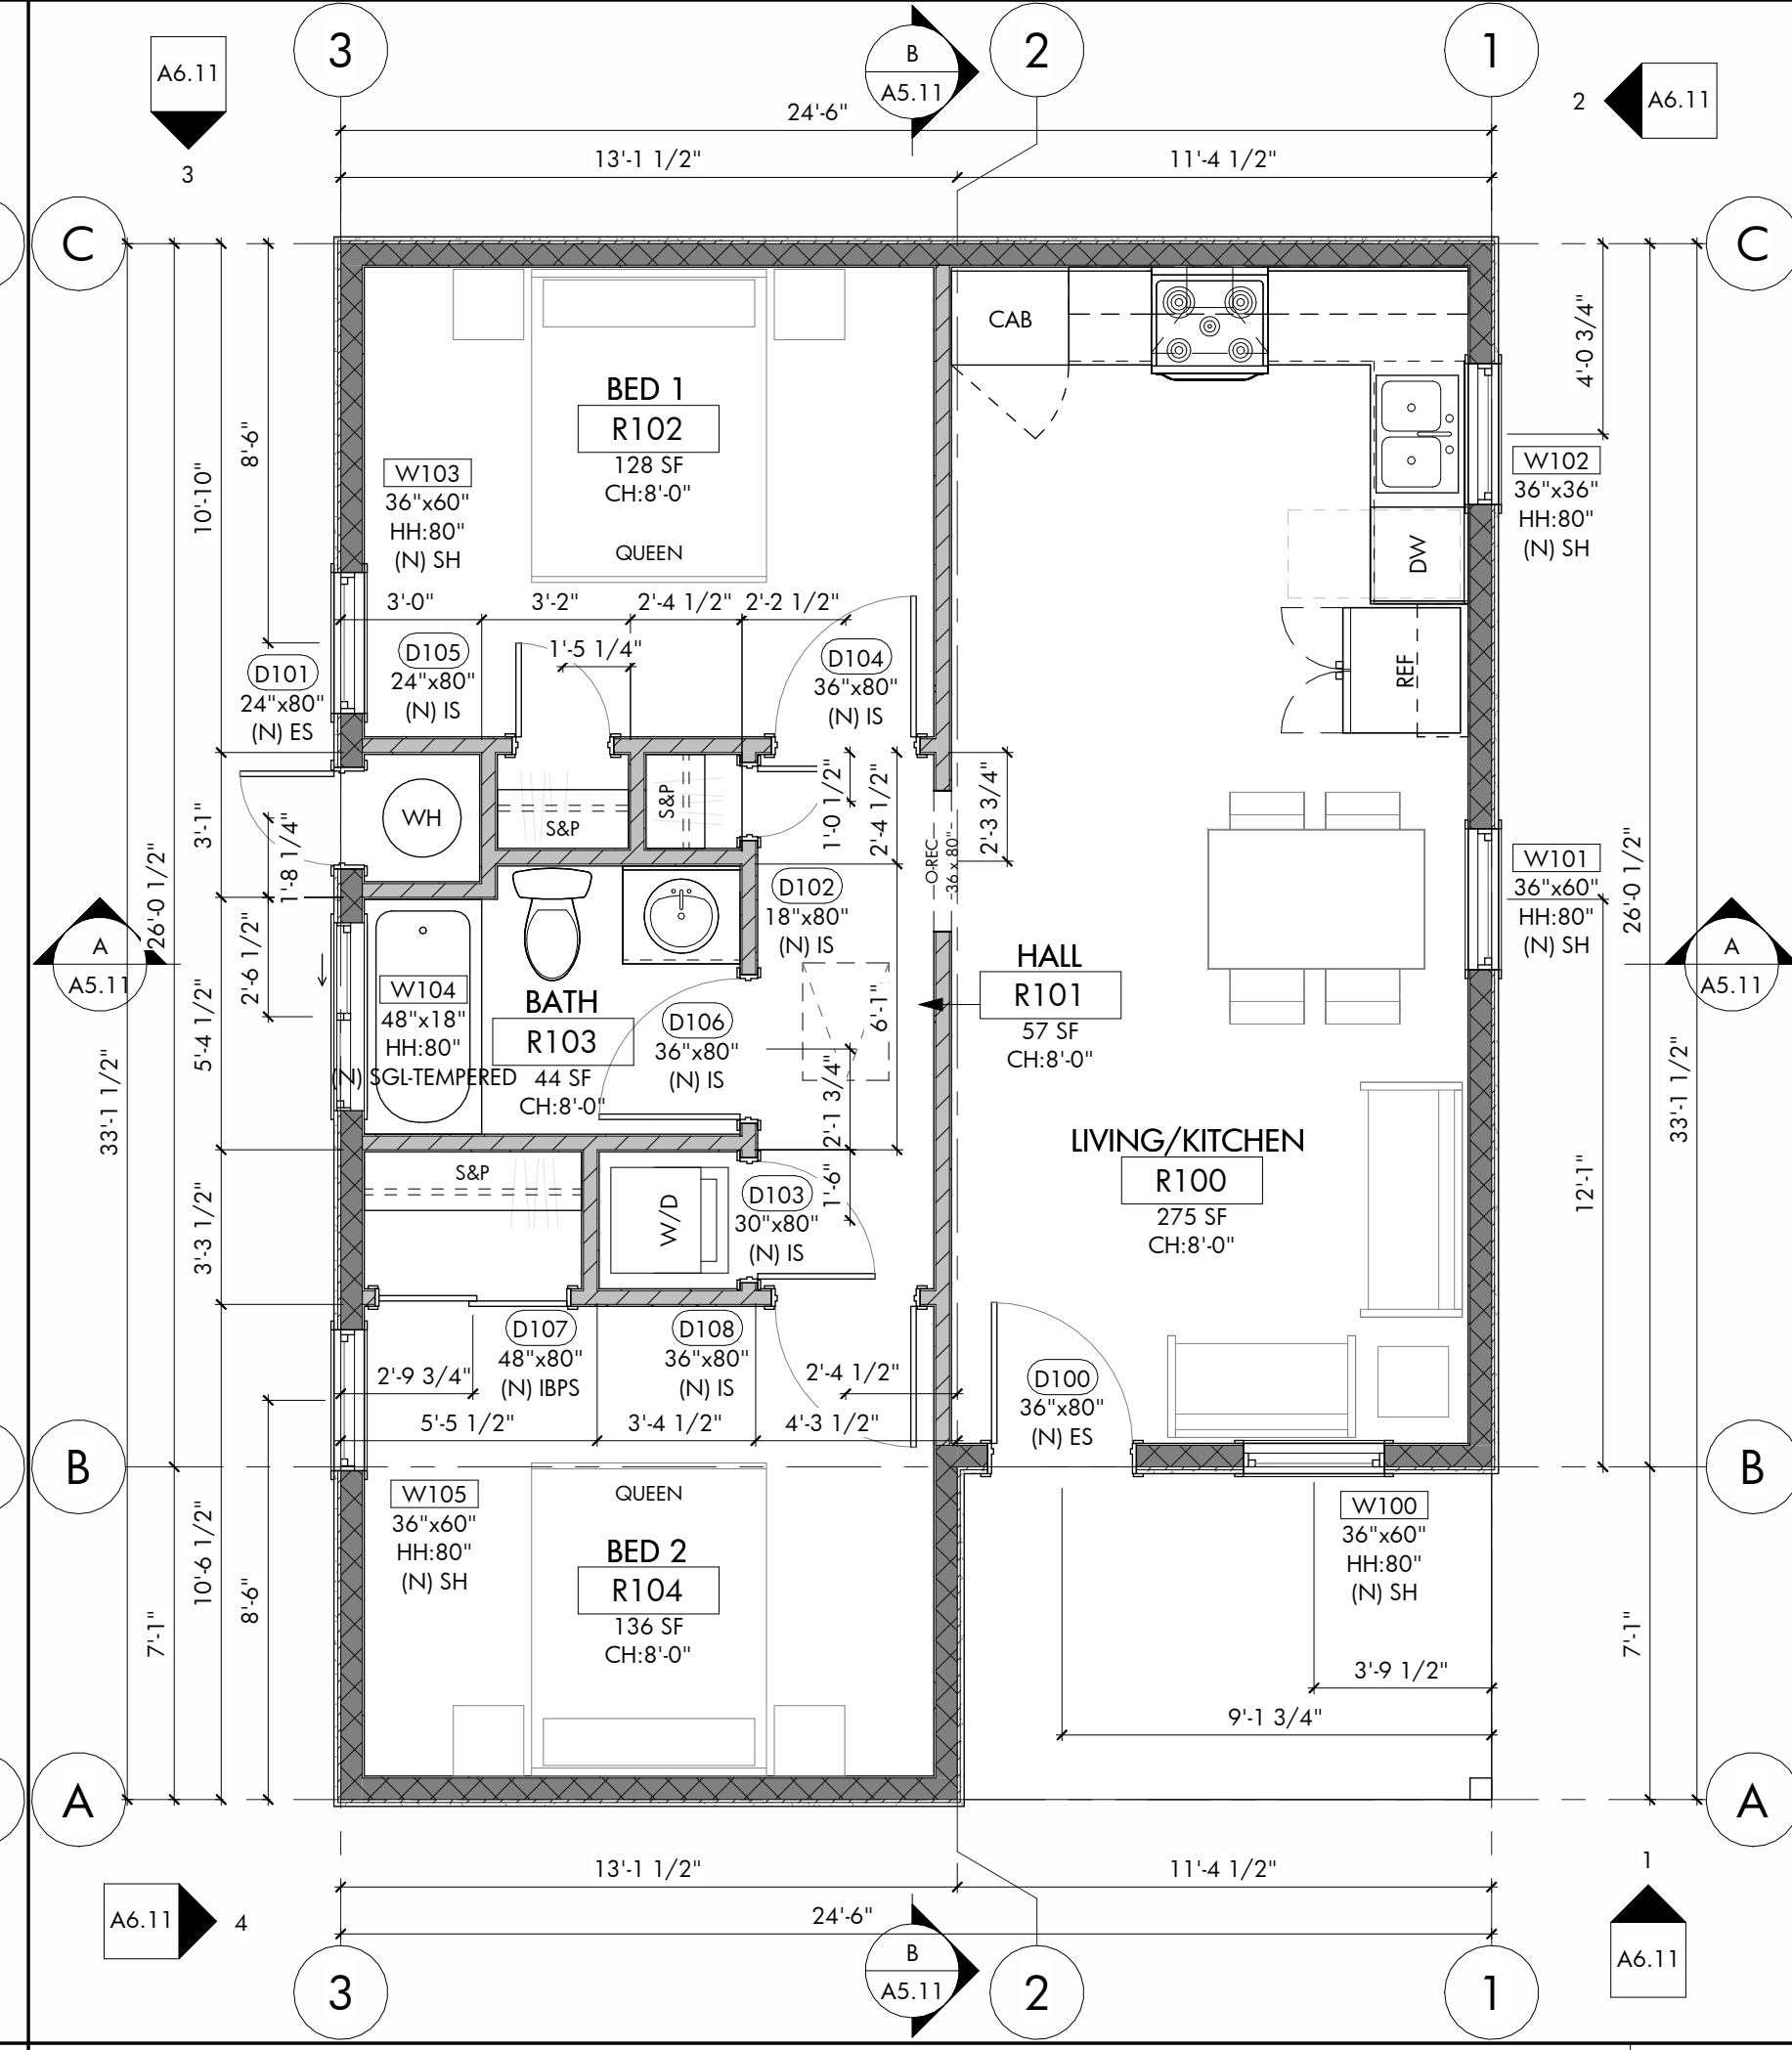 3
B
A5.11
2
1
A6.11
3
2
A6.11
24'-6"
13'-1 1/2"
11'-4 1/2"
C
C
CAB
4'-0 3/4"
BED 1
R102
128 SF
CH:8'-0"
QUEEN
8'-6"
10'-10"
W103
36"x60"
HH:80"
(N) SH
W102
36"x36"
HH:80"
(N) SH
DW
REF
3'-0"
3'-2"
2'-4 1/2"
2'-2 1/2"
1'-5 1/4"
D101
24"x80"
(N) ES
D105
24"x80"
(N) IS
D104
36"x80"
(N) IS
WH
S&P
S&P
1'-0 1/2"
2'-4 1/2"
2'-3 3/4"
O-REC
36 x 80"
3'-1"
1'-8 1/4"
26'-0 1/2"
26'-0 1/2"
W101
36"x60"
HH:80"
(N) SH
D102
18"x80"
(N) IS
A
A5.11
A
A5.11
2'-6 1/2"
5'-4 1/2"
33'-1 1/2"
33'-1 1/2"
W104
48"x18"
HH:80"
(N) SGL-TEMPERED
BATH
R103
44 SF
CH:8'-0"
D106
36"x80"
(N) IS
6'-1"
2'-1 3/4"
HALL
R101
57 SF
CH:8'-0"
LIVING/KITCHEN
R100
275 SF
CH:8'-0"
12'-1"
S&P
W/D
D103
30"x80"
(N) IS
1'-6"
3'-3 1/2"
D107
48"x80"
(N) IBPS
D108
36"x80"
(N) IS
2'-9 3/4"
2'-4 1/2"
5'-5 1/2"
3'-4 1/2"
4'-3 1/2"
D100
36"x80"
(N) ES
B
B
W105
36"x60"
HH:80"
(N) SH
QUEEN
BED 2
R104
136 SF
CH:8'-0"
W100
36"x60"
HH:80"
(N) SH
10'-6 1/2"
8'-6"
7'-1"
7'-1"
3'-9 1/2"
9'-1 3/4"
A
A
13'-1 1/2"
11'-4 1/2"
24'-6"
A6.11
4
1
A6.11
3
B
A5.11
2
1